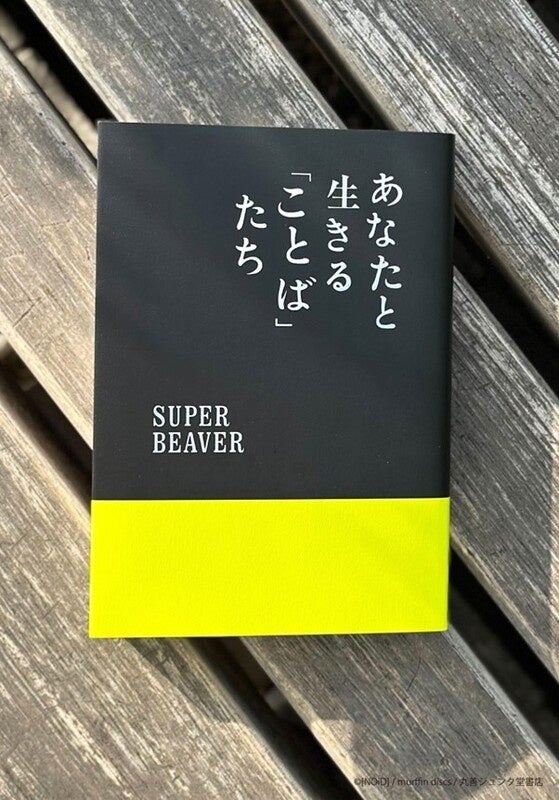 あなたと
生きる
「ことば」
たち
SUPER
BEAVER
©[NOiD] / murffin discs / 丸善ジュンク堂書店